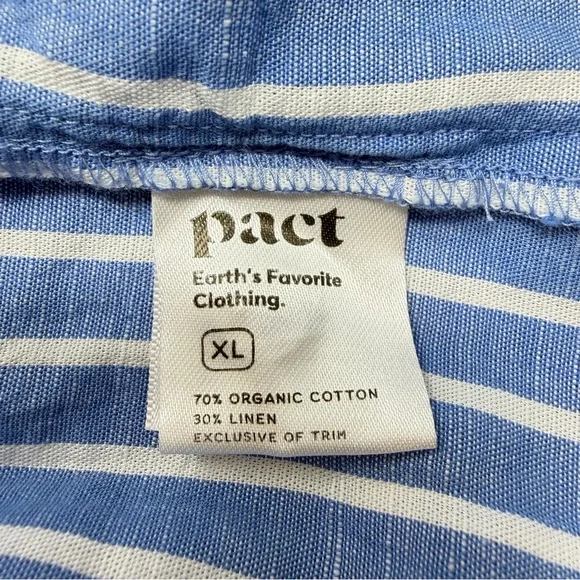 pact
Earth's Favorite
Clothing.
XL
70% ORGANIC COTTON
30% LINEN
EXCLUSIVE OF TRIM